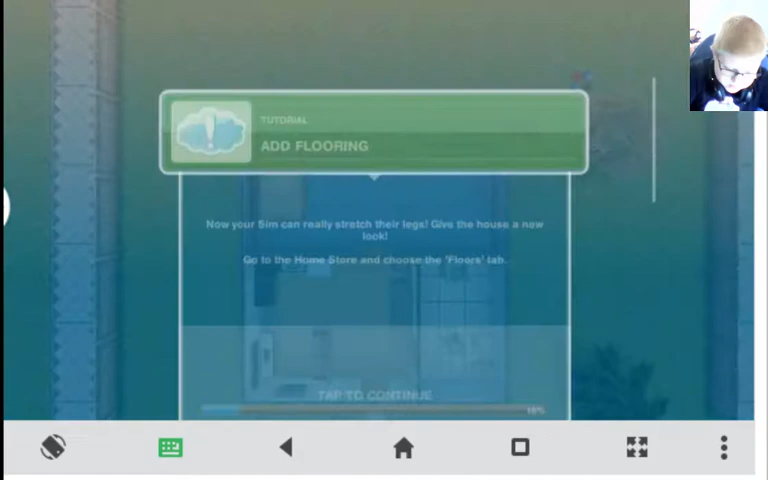 TUTORIAL
ADD FLOORING
Now your Sim can really stretch their legs! Give the house a new
look!
Go to the Home Store and choose the 'Floors' tab.
TAP TO CONTINUE